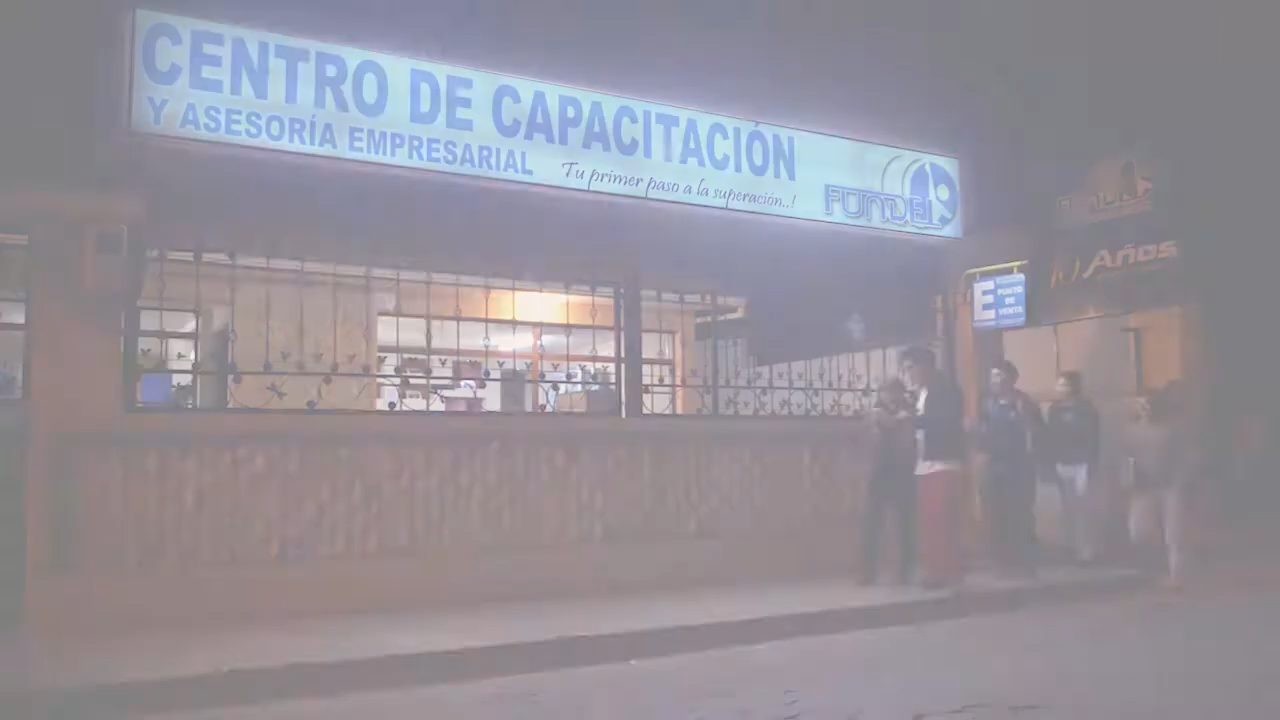 CENTRO DE CAPACITACIÓN
Y ASESORÍA EMPRESARIAL
Tu primer paso a la superación..!
FUNDEL
E PUNTO
DE
VENTA
Años